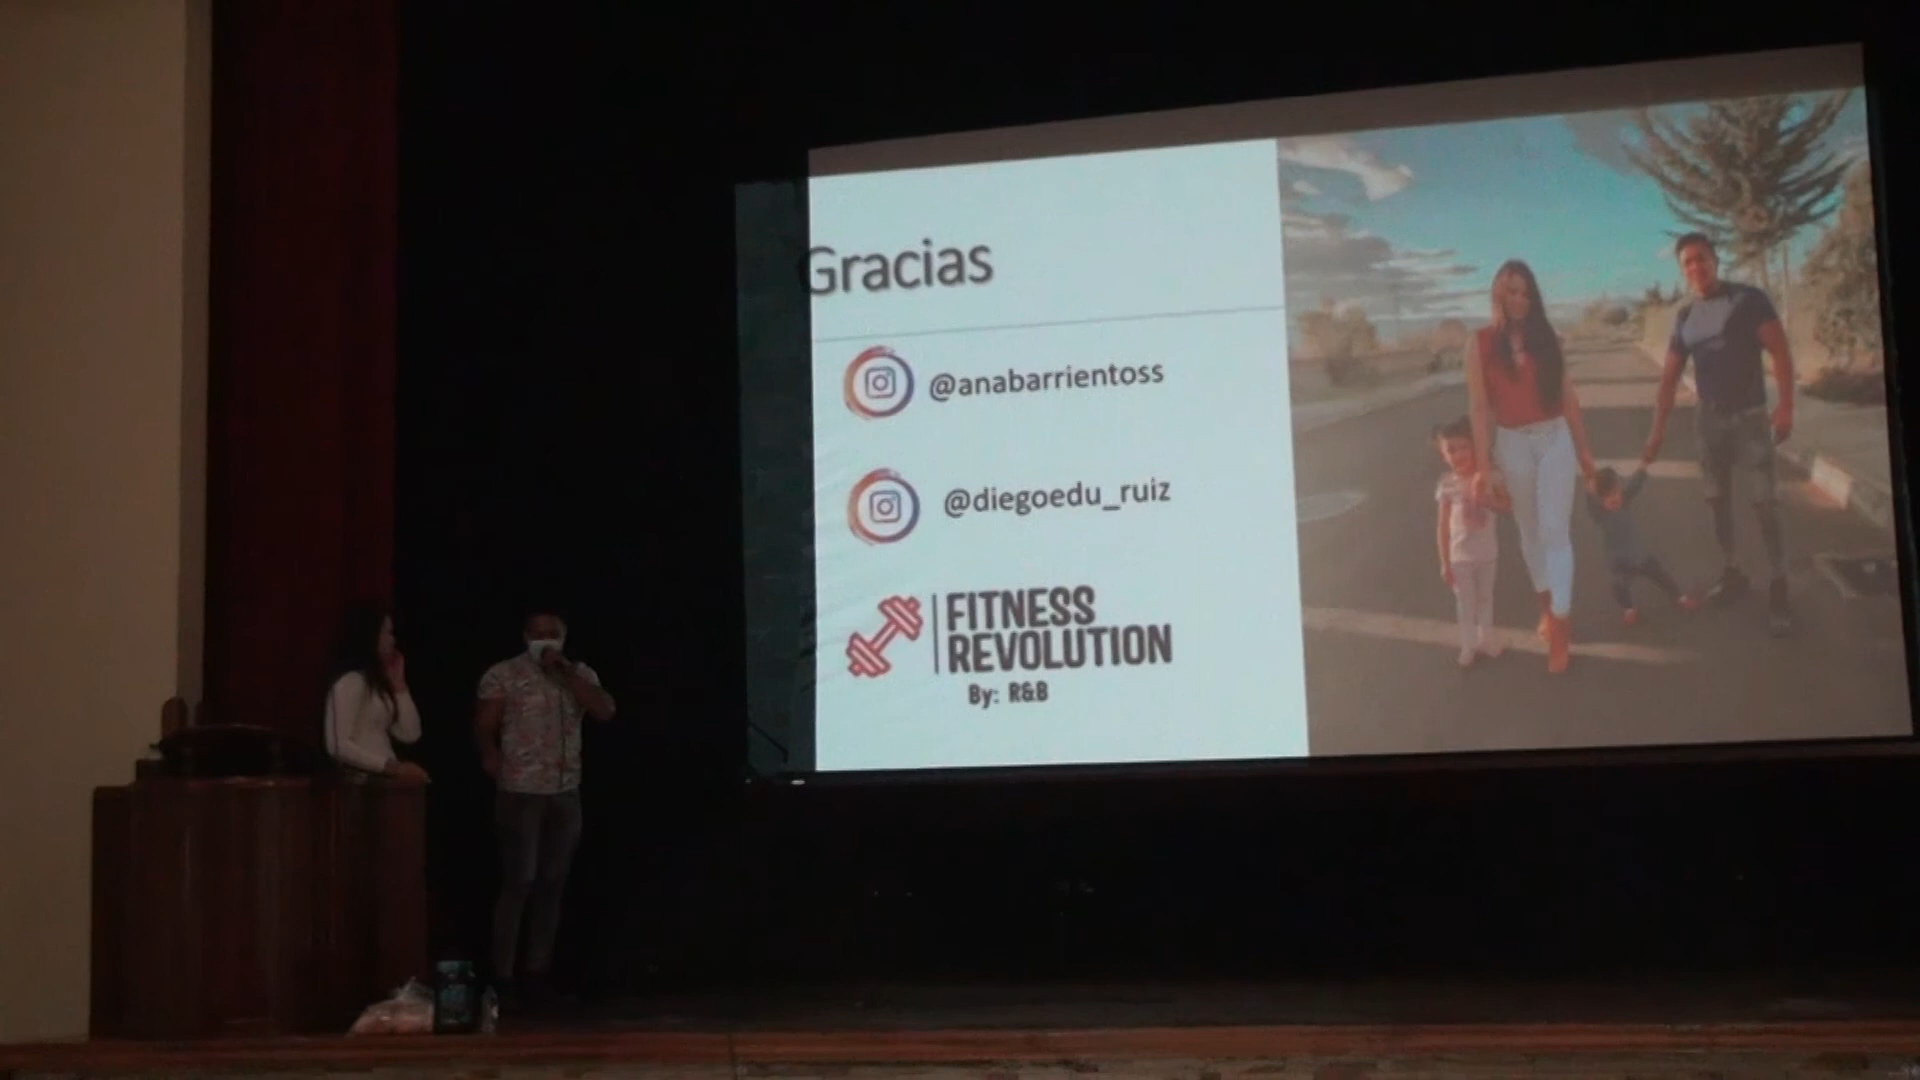 Gracias
@anabarrientoss
@diegoedu_ruiz
FITNESS
REVOLUTION
By: R&B